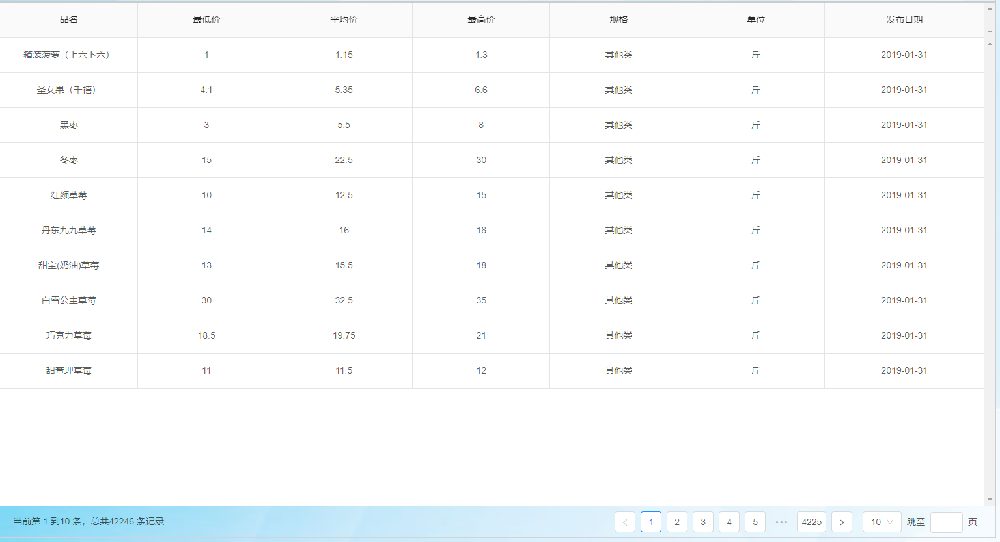 品名 最低价 平均价 最高价 规格 单位 发布日期
箱装菠萝（上六下六） 1 1.15 1.3 其他类 斤 2019-01-31
圣女果（千禧） 4.1 5.35 6.6 其他类 斤 2019-01-31
黑枣 3 5.5 8 其他类 斤 2019-01-31
冬枣 15 22.5 30 其他类 斤 2019-01-31
红颜草莓 10 12.5 15 其他类 斤 2019-01-31
丹东九九草莓 14 16 18 其他类 斤 2019-01-31
甜宝(奶油)草莓 13 15.5 18 其他类 斤 2019-01-31
白雪公主草莓 30 32.5 35 其他类 斤 2019-01-31
巧克力草莓 18.5 19.75 21 其他类 斤 2019-01-31
甜查理草莓 11 11.5 12 其他类 斤 2019-01-31
当前第 1 到10 条，总共42246 条记录 < 1 2 3 4 5 ••• 4225 > 10 跳至 页